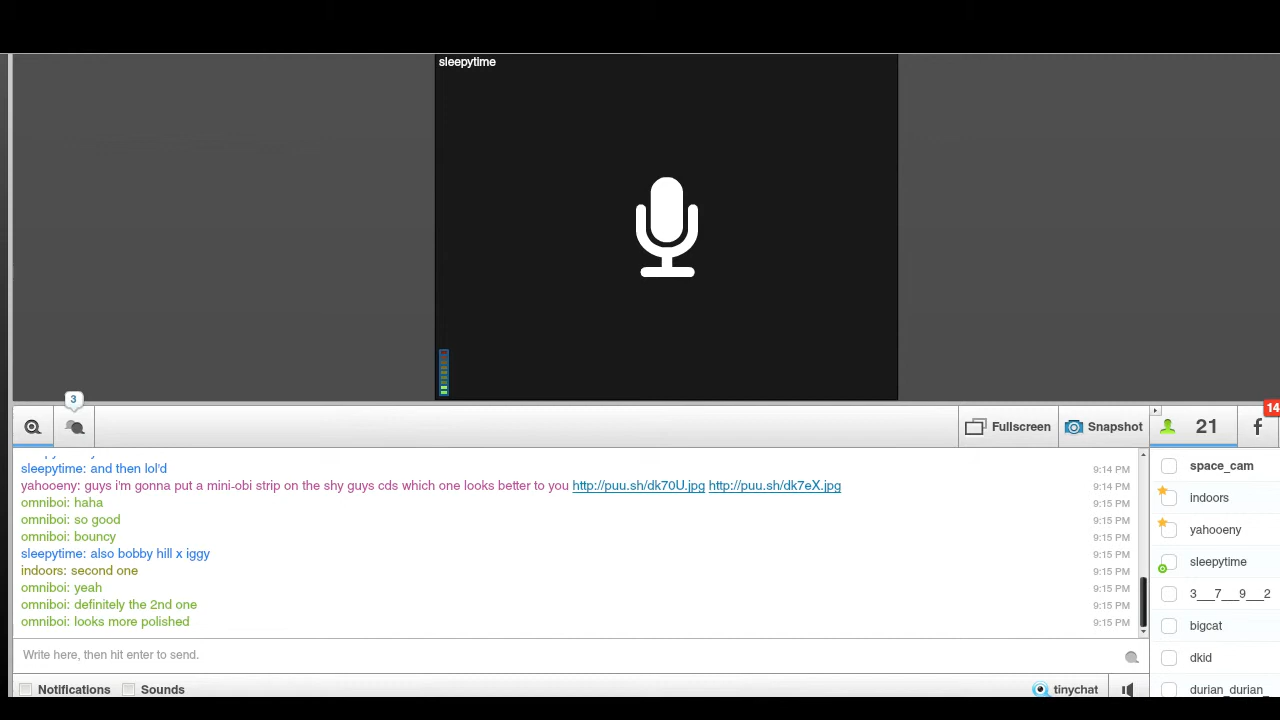 sleepytime
3
Fullscreen
Snapshot
21
14
sleepytime: and then lol'd 9:14 PM
yahooeny: guys i'm gonna put a mini-obi strip on the shy guys cds which one looks better to you http://puu.sh/dk70U.jpg http://puu.sh/dk7eX.jpg 9:14 PM
omniboi: haha 9:15 PM
omniboi: so good 9:15 PM
omniboi: bouncy 9:15 PM
sleepytime: also bobby hill x iggy 9:15 PM
indoors: second one 9:15 PM
omniboi: yeah 9:15 PM
omniboi: definitely the 2nd one 9:15 PM
omniboi: looks more polished 9:15 PM
Write here, then hit enter to send.
Notifications
Sounds
tinychat
space_cam
indoors
yahooeny
sleepytime
3__7__9__2
bigcat
dkid
durian_durian_